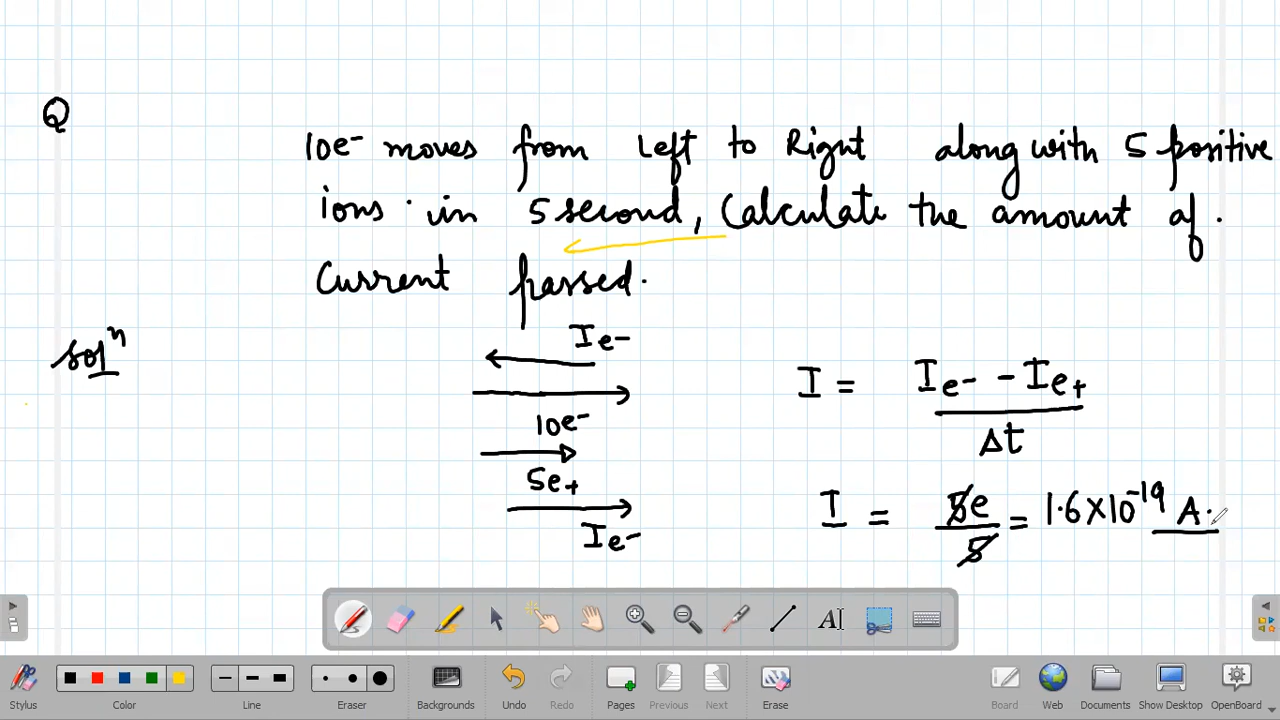 Q
10e⁻ moves from Left to Right along with 5 positive
ions in 5 second, Calculate the amount of
Current passed.
solⁿ
Ie⁻
10e⁻
5e+
Ie⁻
I = Ie⁻ - Ie+ / Δt
I = 5e / 5 = 1.6×10⁻¹⁹ A.
Stylus
Color
Line
Eraser
Backgrounds
Undo
Redo
Pages
Previous
Next
Erase
Board
Web
Documents
Show Desktop
OpenBoard